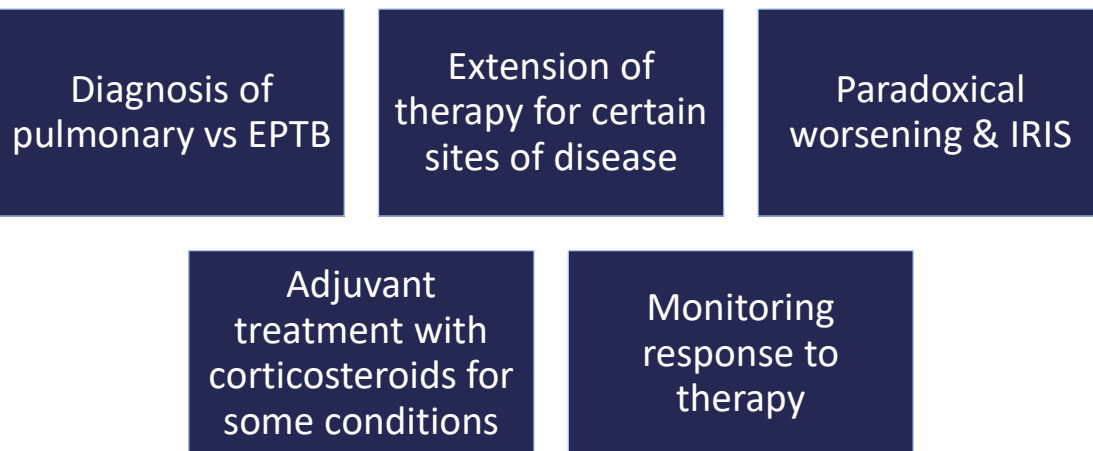 Diagnosis of
pulmonary vs EPTB
Extension of
therapy for certain
sites of disease
Paradoxical
worsening & IRIS
Adjuvant
treatment with
corticosteroids for
some conditions
Monitoring
response to
therapy